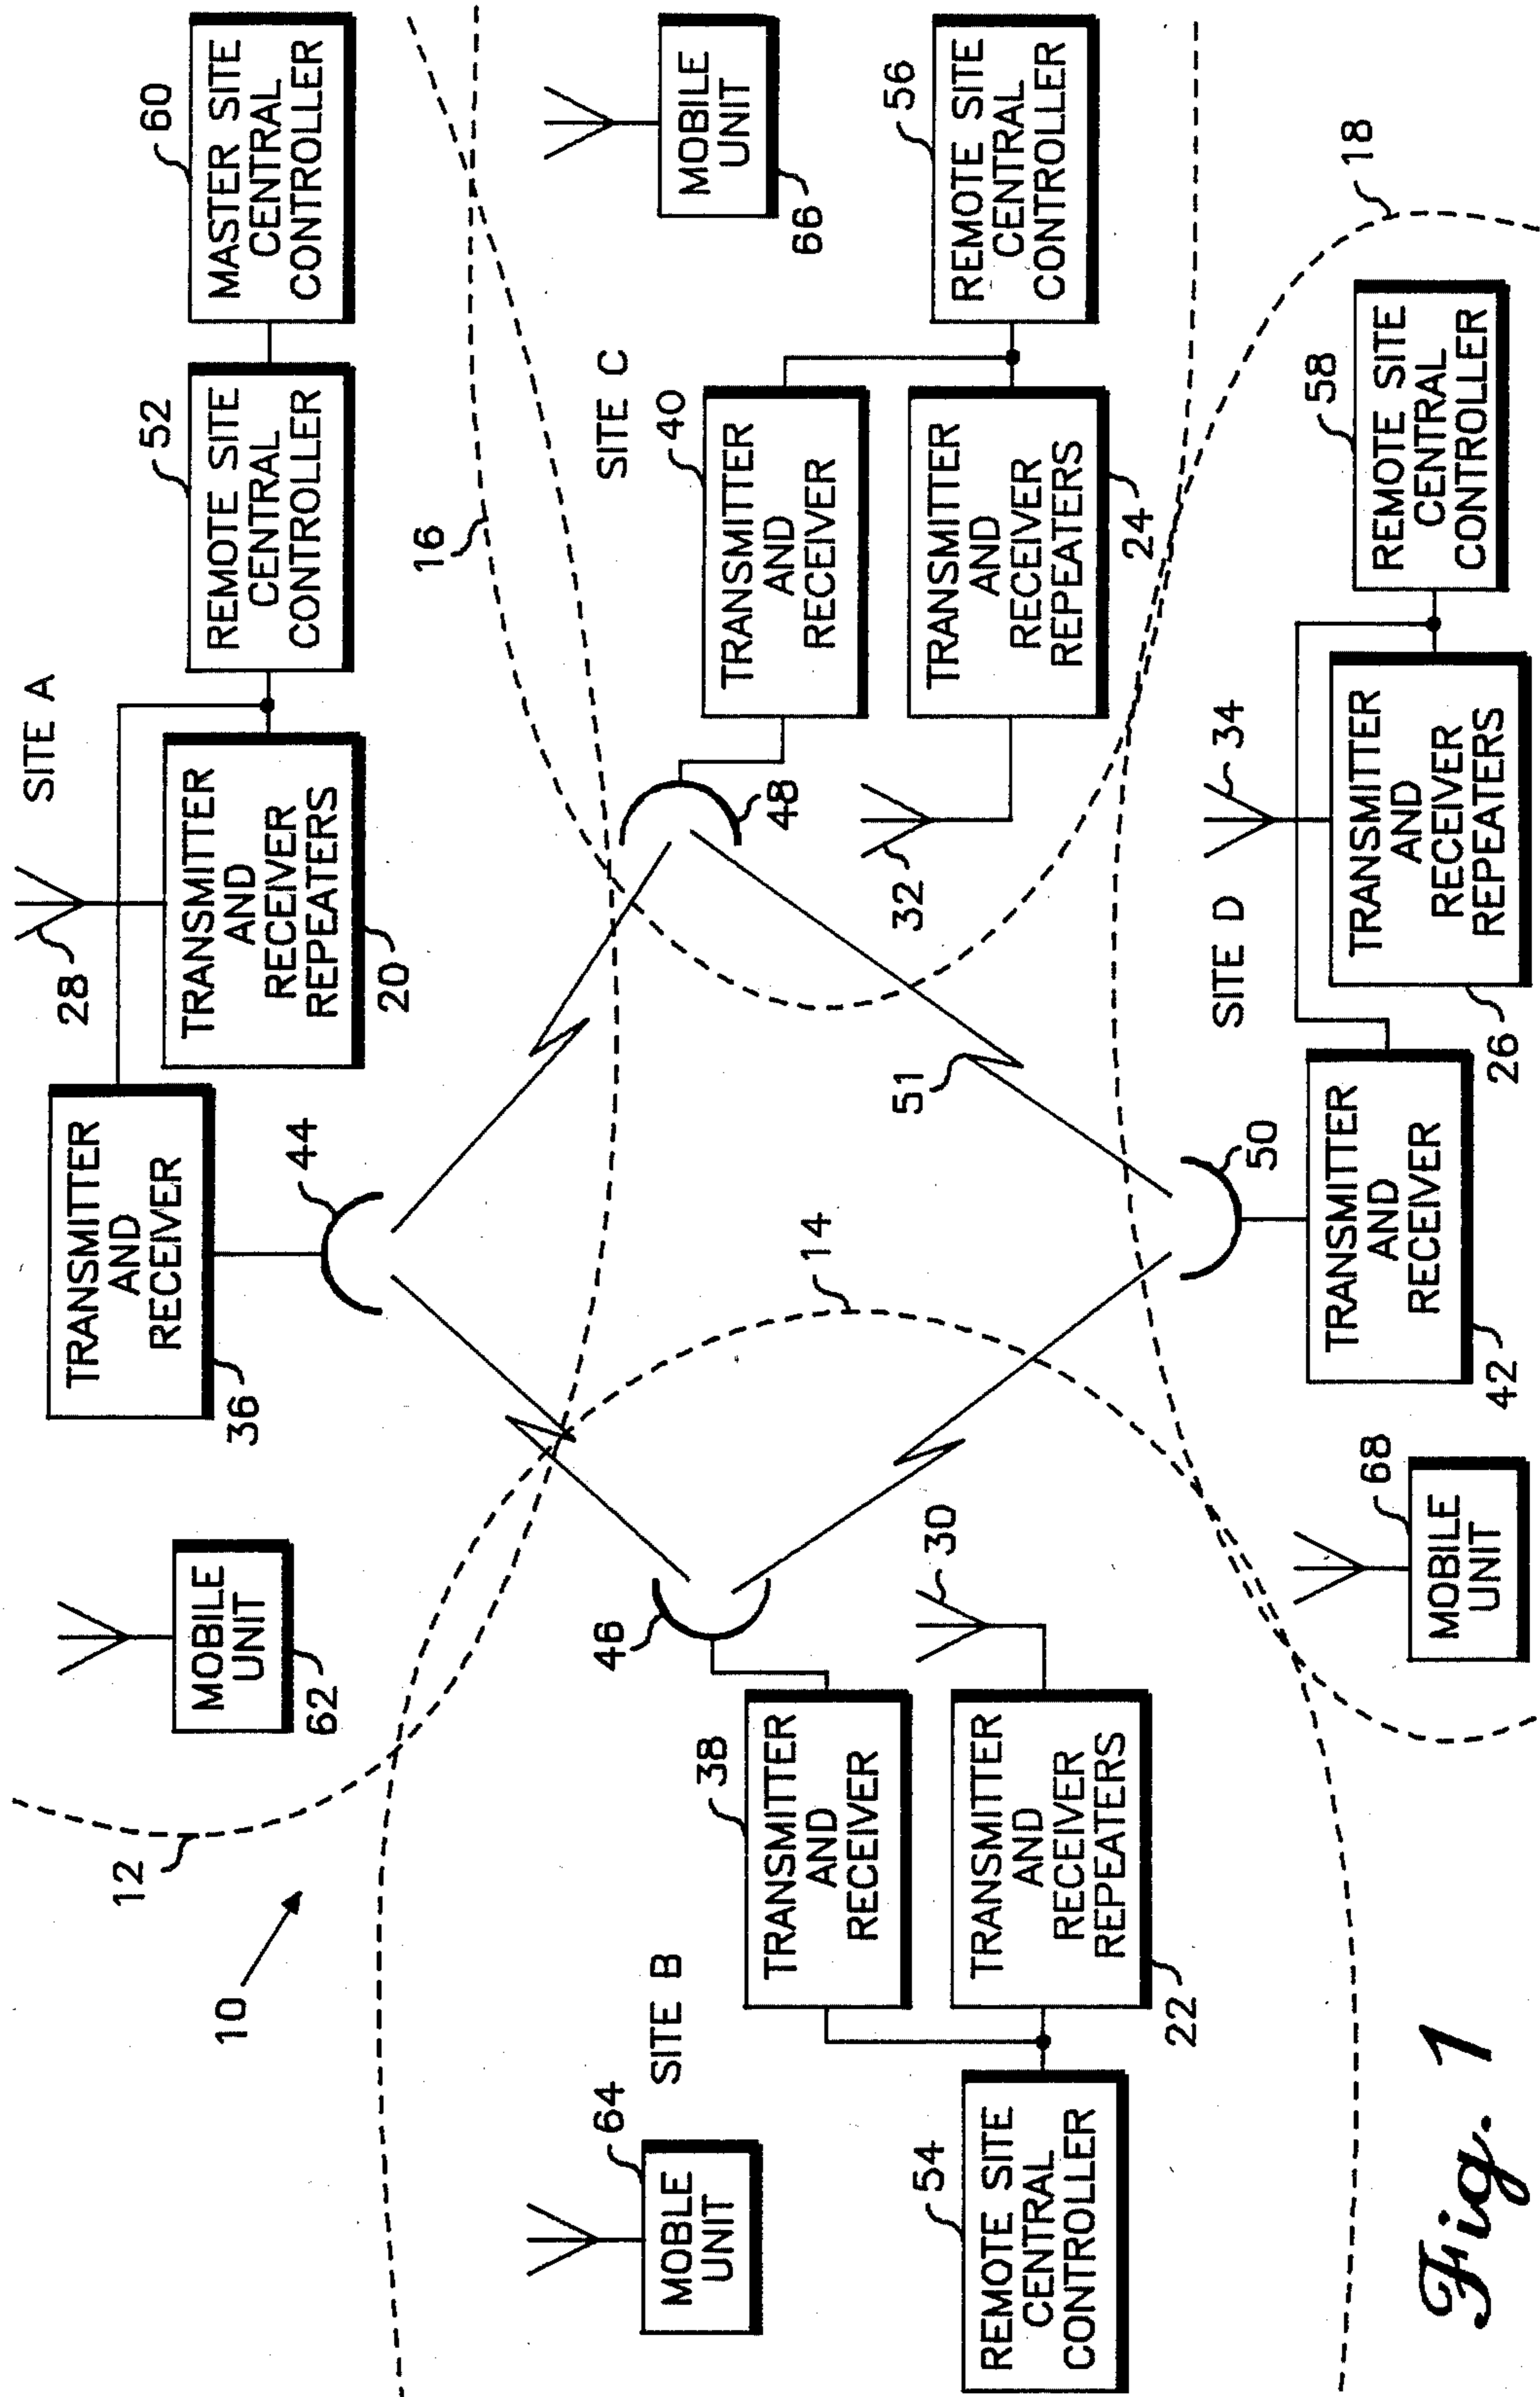 SITE A
28
TRANSMITTER
AND
RECEIVER
36
TRANSMITTER
AND
RECEIVER
REPEATERS
20
52
REMOTE SITE
CENTRAL
CONTROLLER
60
MASTER SITE
CENTRAL
CONTROLLER
44
MOBILE
UNIT
62
12
10
16
SITE B
64
MOBLE
UNIT
38
TRANSMITTER
AND
RECEIVER
46
54
REMOTE SITE
CENTRAL
CONTROLLER
TRANSMITTER
AND
RECEIVER
REPEATERS
22
30
14
51
SITE C
MOBILE
UNIT
66
48
40
TRANSMITTER
AND
RECEIVER
32
TRANSMITTER
AND
RECEIVER
REPEATERS
24
56
REMOTE SITE
CENTRAL
CONTROLLER
18
SITE D
34
50
68
MOBILE
UNIT
TRANSMITTER
AND
RECEIVER
42
TRANSMITTER
AND
RECEIVER
REPEATERS
26
58
REMOTE SITE
CENTRAL
CONTROLLER
Fig. 1